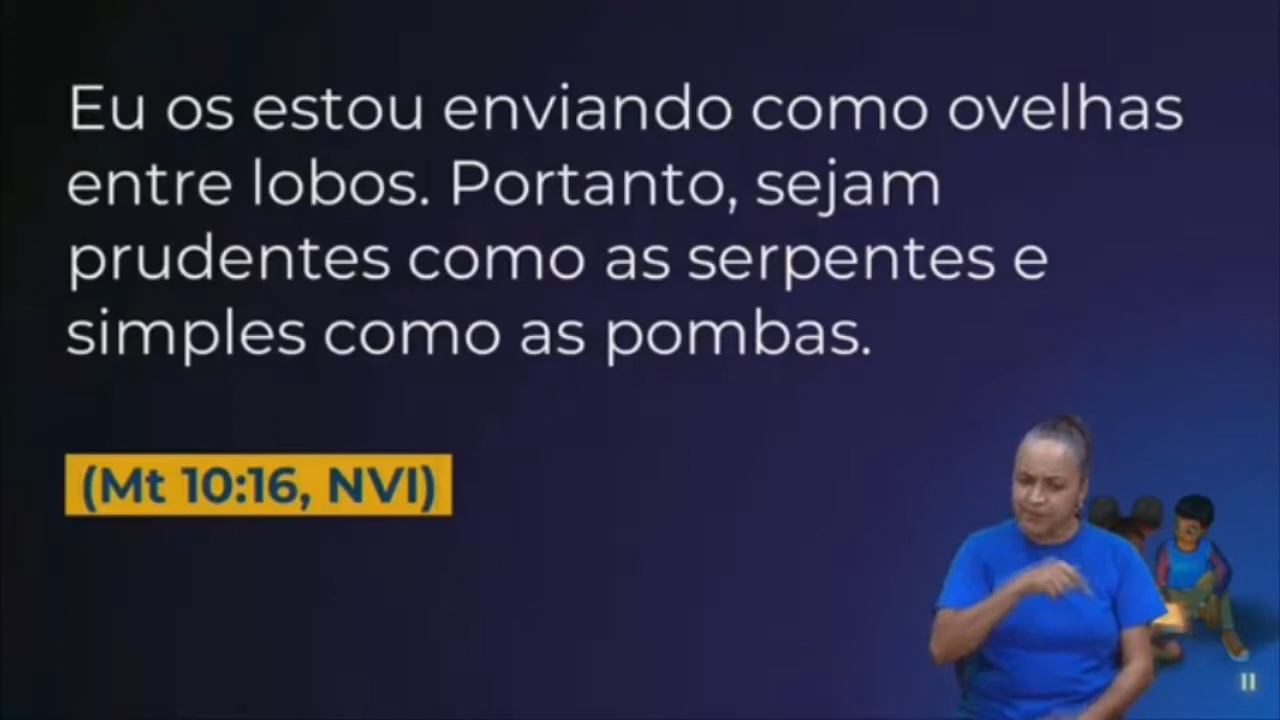 Eu os estou enviando como ovelhas
entre lobos. Portanto, sejam
prudentes como as serpentes e
simples como as pombas.
(Mt 10:16, NVI)
11